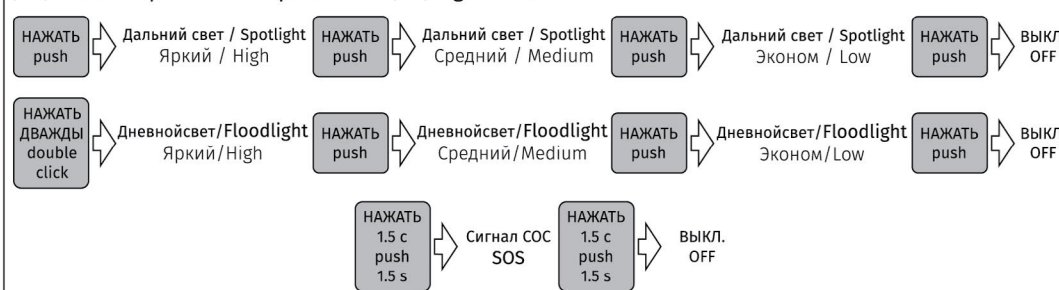 НАЖАТЬ push Дальний свет / Spotlight Яркий / High НАЖАТЬ push Дальний свет / Spotlight Средний / Medium НАЖАТЬ push Дальний свет / Spotlight Эконом / Low НАЖАТЬ push ВЫКЛ OFF
НАЖАТЬ ДВАЖДЫ double click Дневнойсвет/Floodlight Яркий/High НАЖАТЬ push Дневнойсвет/Floodlight Средний/Medium НАЖАТЬ push Дневнойсвет/Floodlight Эконом/Low НАЖАТЬ push ВЫКЛ OFF
НАЖАТЬ 1.5 с push 1.5 s Сигнал СОС SOS НАЖАТЬ 1.5 с push 1.5 s ВЫКЛ. OFF